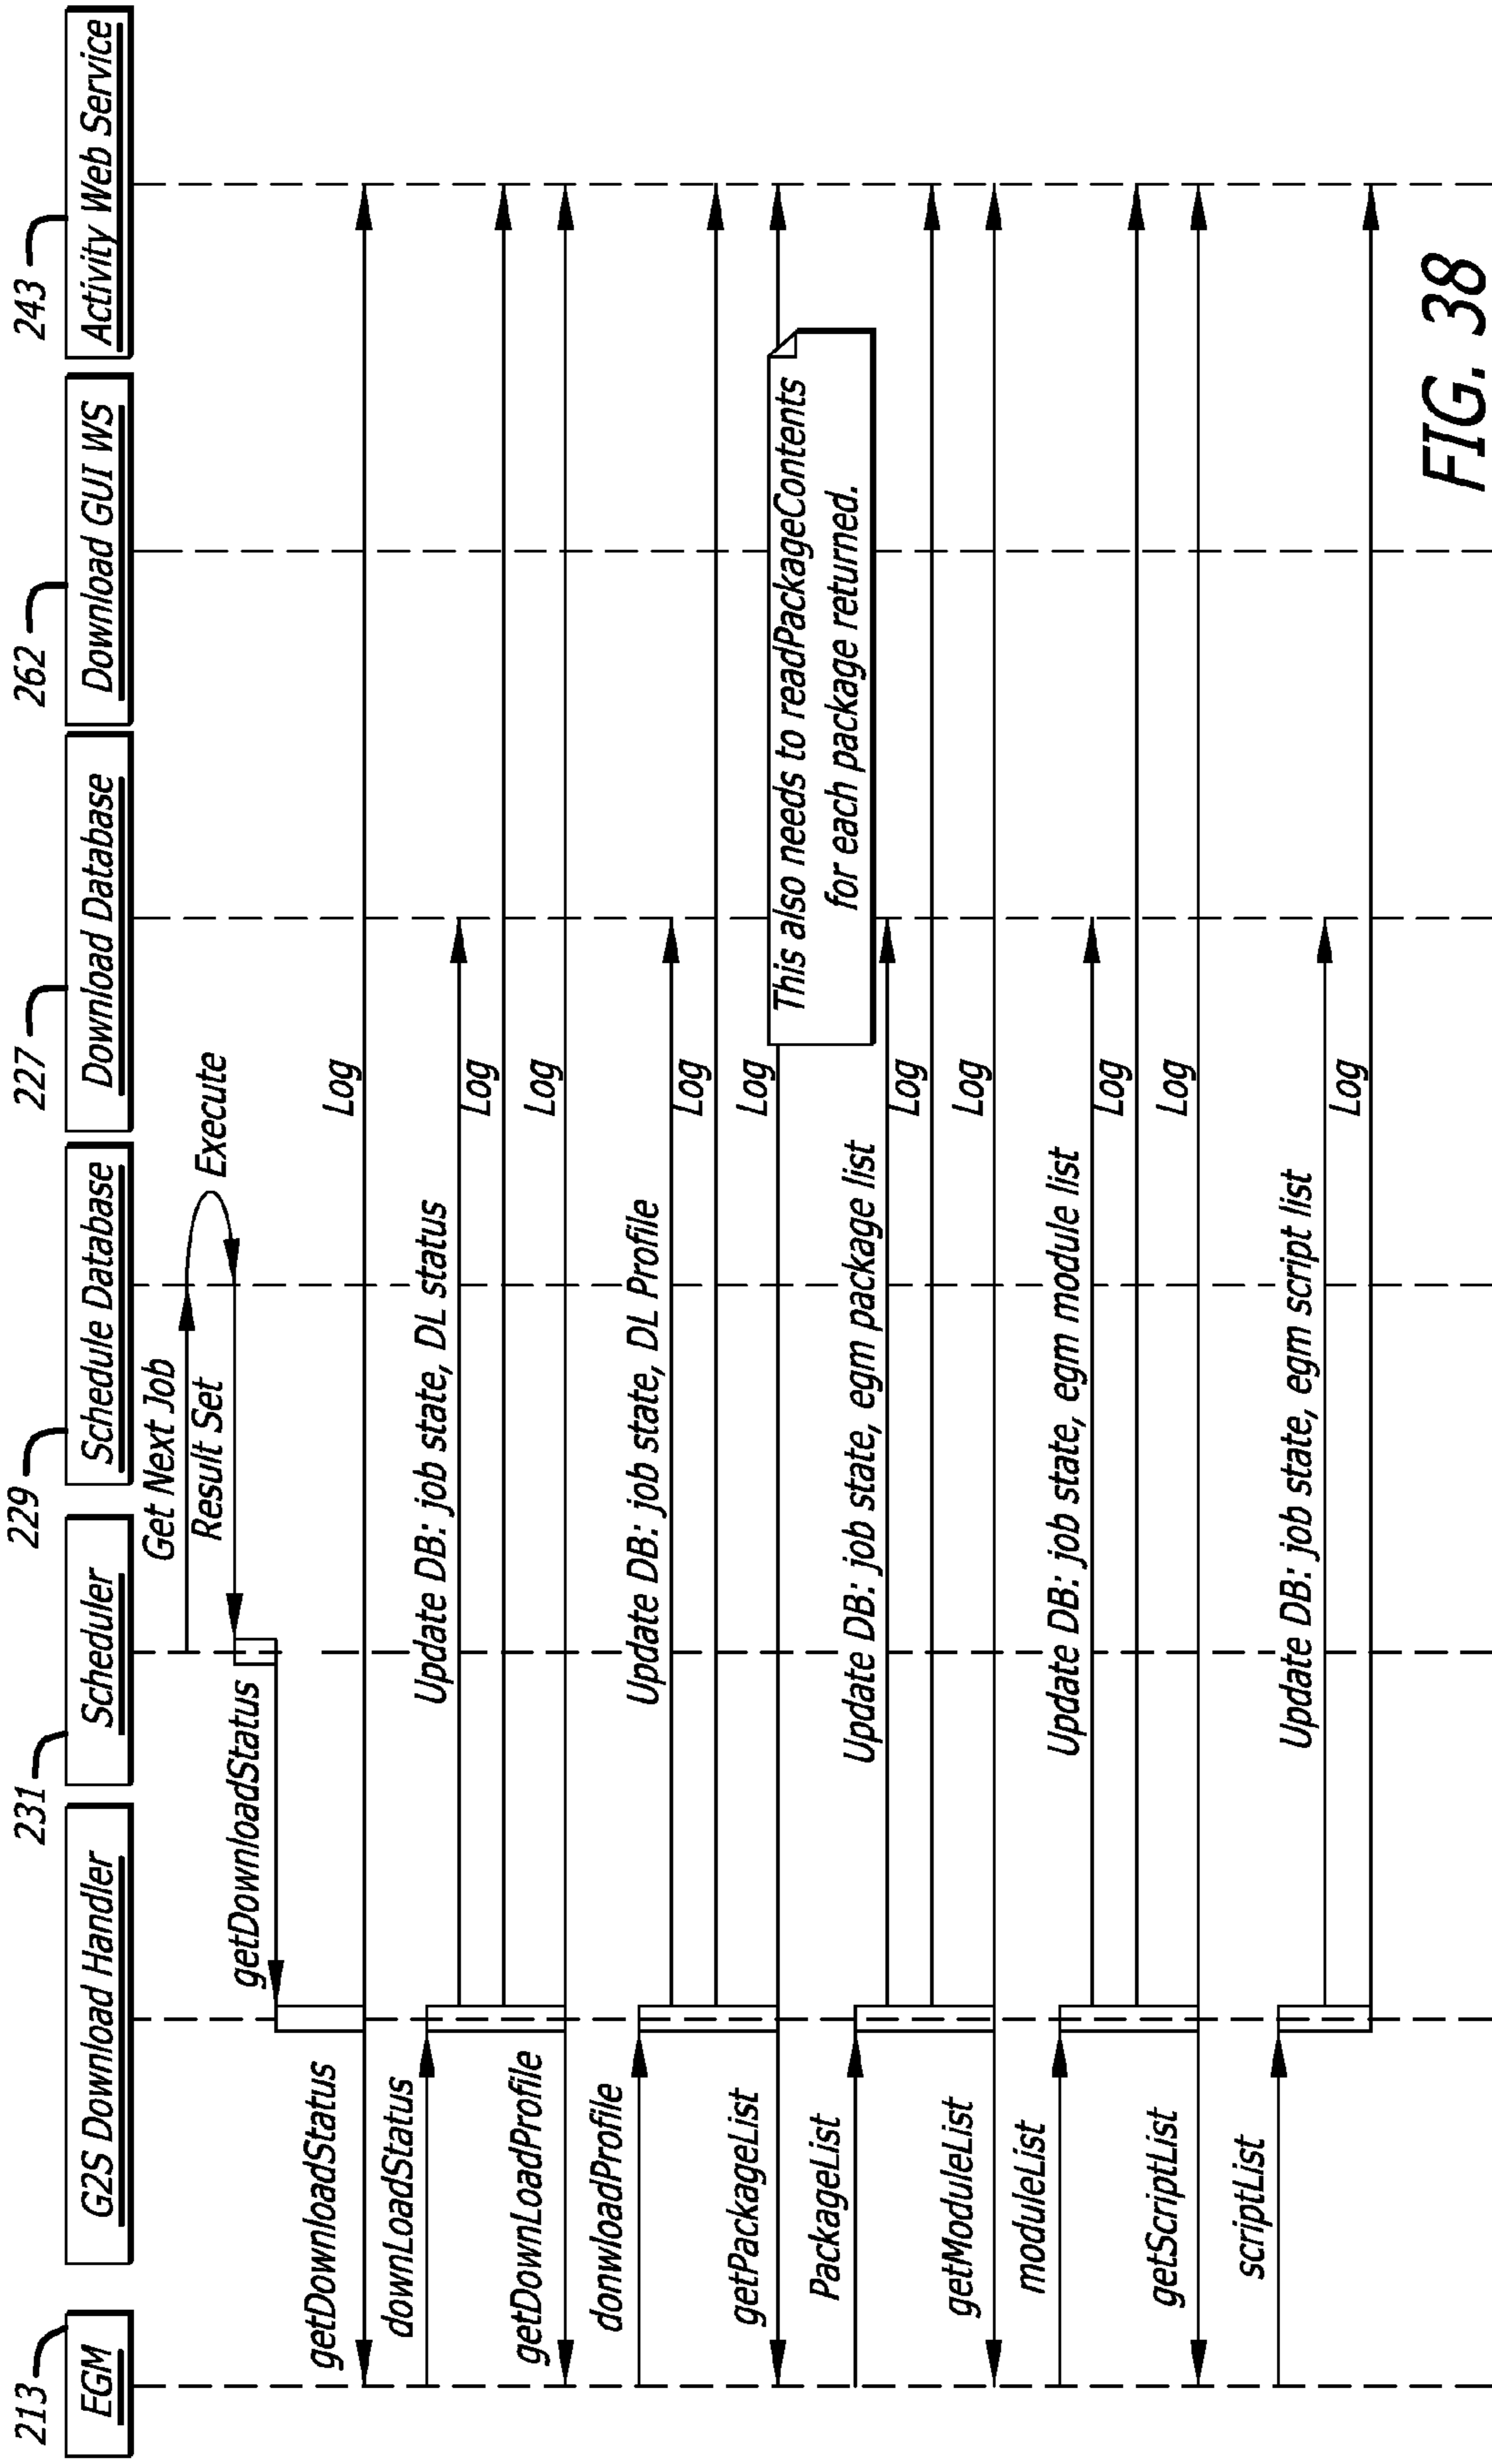 213
EGM
G2S Download Handler
231
Scheduler
229
Schedule Database
227
Download Database
262
Download GUI WS
243
Activity Web Service
Get Next Job
Result Set
Execute
getDownloadStatus
getDownloadStatus
Log
downLoadStatus
Update DB: job state, DL status
Log
getDownLoadProfile
Log
donwloadProfile
Update DB: job state, DL Profile
Log
getPackageList
Log
This also needs to readPackageContents
for each package returned.
PackageList
Update DB: job state, egm package list
Log
getModuleList
Log
moduleList
Update DB: job state, egm module list
Log
getScriptList
Log
scriptList
Update DB: job state, egm script list
Log
FIG. 38